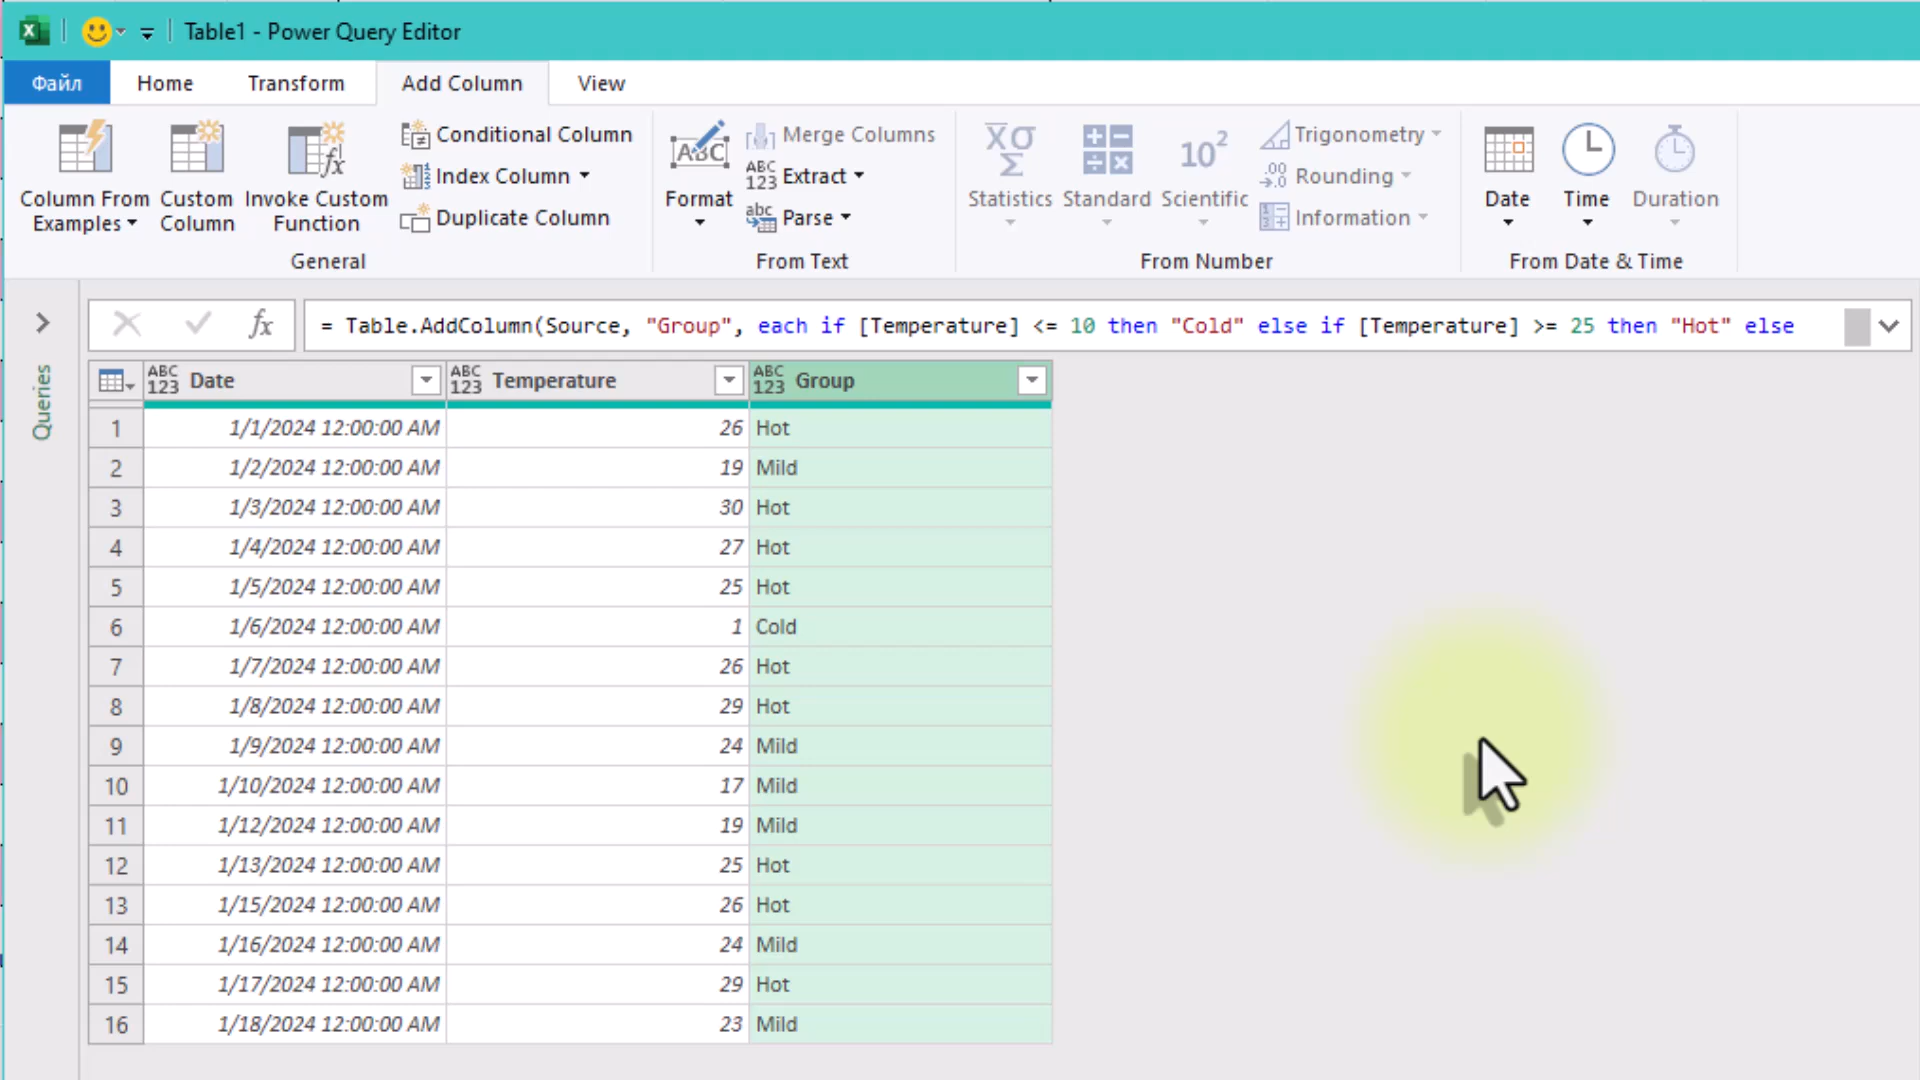 Table1 - Power Query Editor
Файл Home Transform Add Column View
Column From Examples
Custom Column
Invoke Custom Function
Conditional Column
Index Column
Duplicate Column
General
Format
Merge Columns
Extract
Parse
From Text
Statistics
Standard
Scientific
Trigonometry
Rounding
Information
From Number
Date
Time
Duration
From Date & Time
= Table.AddColumn(Source, "Group", each if [Temperature] <= 10 then "Cold" else if [Temperature] >= 25 then "Hot" else
Queries
ABC 123 Date ABC 123 Temperature ABC 123 Group
1 1/1/2024 12:00:00 AM 26 Hot
2 1/2/2024 12:00:00 AM 19 Mild
3 1/3/2024 12:00:00 AM 30 Hot
4 1/4/2024 12:00:00 AM 27 Hot
5 1/5/2024 12:00:00 AM 25 Hot
6 1/6/2024 12:00:00 AM 1 Cold
7 1/7/2024 12:00:00 AM 26 Hot
8 1/8/2024 12:00:00 AM 29 Hot
9 1/9/2024 12:00:00 AM 24 Mild
10 1/10/2024 12:00:00 AM 17 Mild
11 1/12/2024 12:00:00 AM 19 Mild
12 1/13/2024 12:00:00 AM 25 Hot
13 1/15/2024 12:00:00 AM 26 Hot
14 1/16/2024 12:00:00 AM 24 Mild
15 1/17/2024 12:00:00 AM 29 Hot
16 1/18/2024 12:00:00 AM 23 Mild